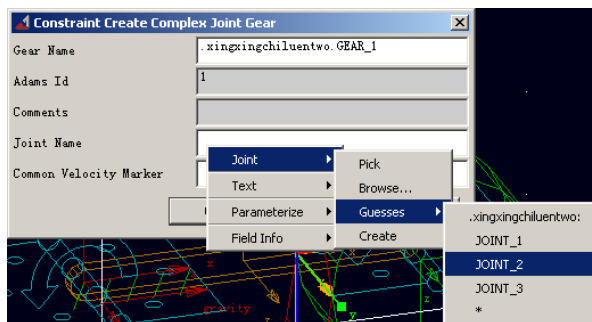 Constraint Create Complex Joint Gear
Gear Name
.xingxingchiluentwo.GEAR_1
Adams Id
1
Comments
Joint Name
Common Velocity Marker
Joint
Text
Parameterize
Field Info
Pick
Browse...
Guesses
Create
.xingxingchiluentwo:
JOINT_1
JOINT_2
JOINT_3
*
x
gravity
y
z